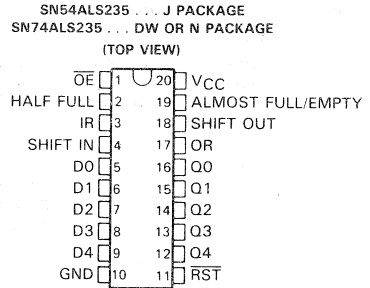 SN54ALS235 . . . J PACKAGE
SN74ALS235 . . . DW OR N PACKAGE
(TOP VIEW)
O̅E̅ 1 20 VCC
HALF FULL 2 19 ALMOST FULL/EMPTY
IR 3 18 SHIFT OUT
SHIFT IN 4 17 OR
D0 5 16 Q0
D1 6 15 Q1
D2 7 14 Q2
D3 8 13 Q3
D4 9 12 Q4
GND 10 11 R̅S̅T̅